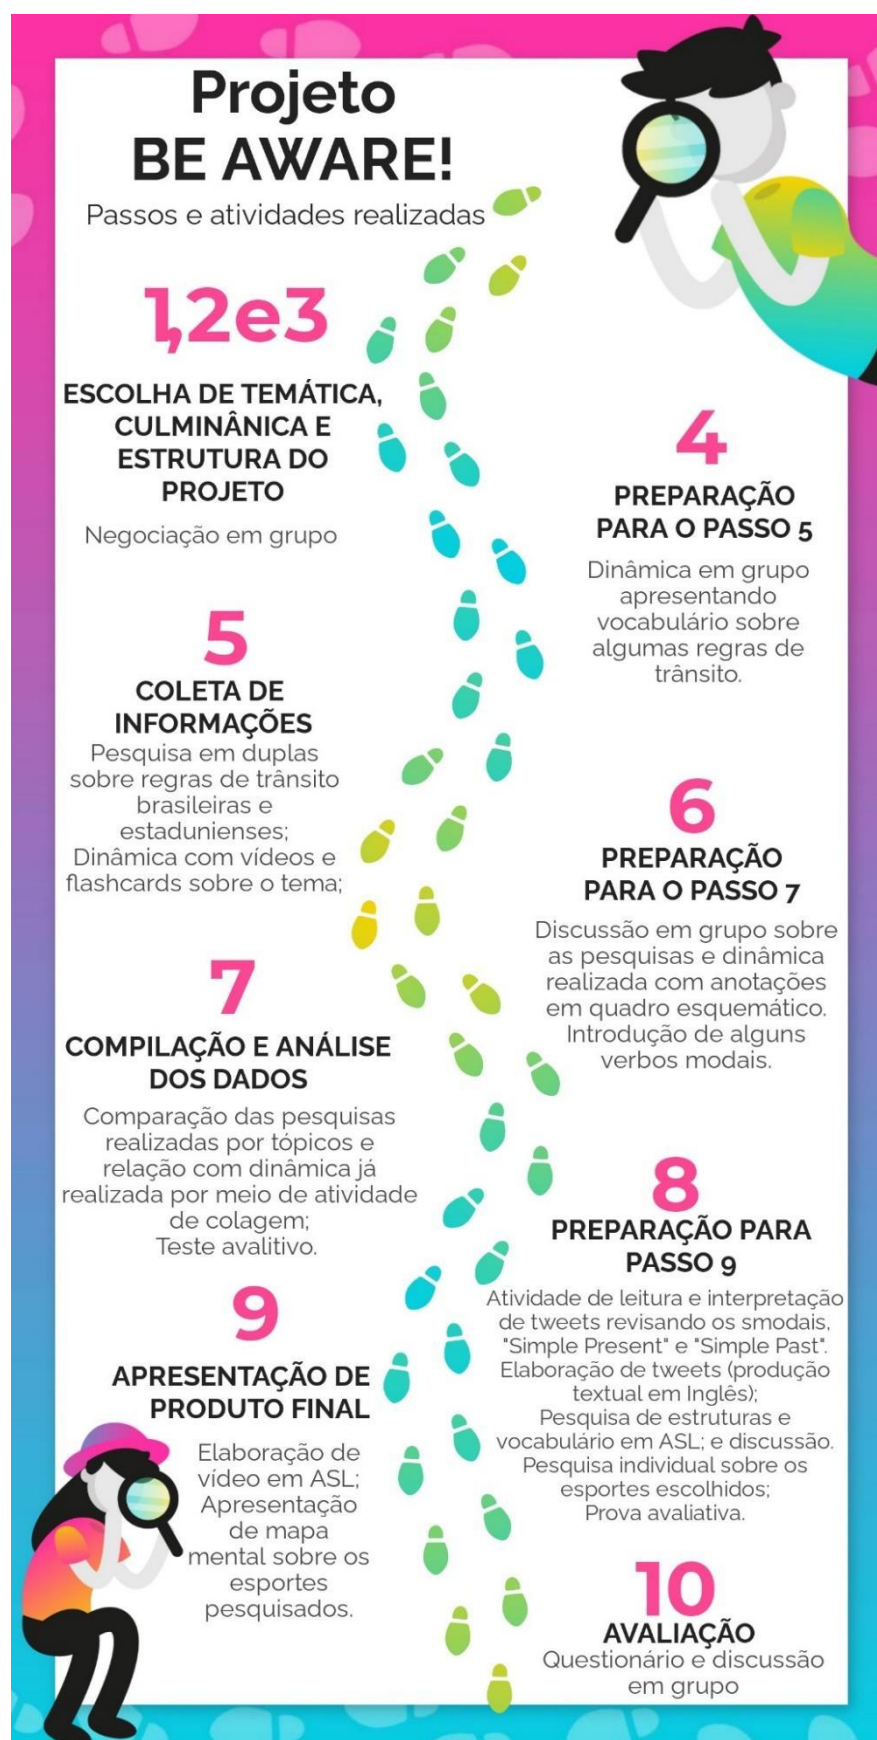 Projeto
BE AWARE!
Passos e atividades realizadas
1,2e3
ESCOLHA DE TEMÁTICA,
CULMINÂNICA E
ESTRUTURA DO
PROJETO
Negociação em grupo
4
PREPARAÇÃO
PARA O PASSO 5
Dinâmica em grupo
apresentando
vocabulário sobre
algumas regras de
trânsito.
5
COLETA DE
INFORMAÇÕES
Pesquisa em duplas
sobre regras de trânsito
brasileiras e
estadunienses;
Dinâmica com vídeos e
flashcards sobre o tema;
6
PREPARAÇÃO
PARA O PASSO 7
Discussão em grupo sobre
as pesquisas e dinâmica
realizada com anotações
em quadro esquemático.
Introdução de alguns
verbos modais.
7
COMPILAÇÃO E ANÁLISE
DOS DADOS
Comparação das pesquisas
realizadas por tópicos e
relação com dinâmica já
realizada por meio de atividade
de colagem;
Teste avalitivo.
8
PREPARAÇÃO PARA
PASSO 9
Atividade de leitura e interpretação
de tweets revisando os smodais,
"Simple Present" e "Simple Past".
Elaboração de tweets (produção
textual em Inglês);
Pesquisa de estruturas e
vocabulário em ASL; e discussão.
Pesquisa individual sobre os
esportes escolhidos;
Prova avaliativa.
9
APRESENTAÇÃO DE
PRODUTO FINAL
Elaboração de
vídeo em ASL;
Apresentação
de mapa
mental sobre os
esportes
pesquisados.
10
AVALIAÇÃO
Questionário e discussão
em grupo